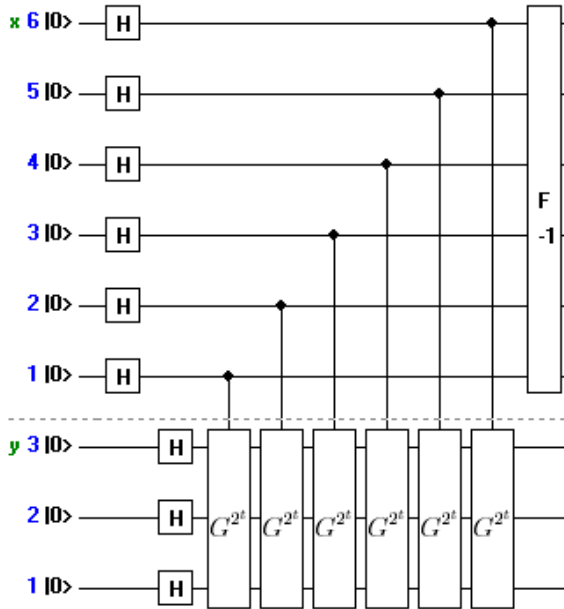 x 6 |0> H
5 |0> H
4 |0> H
3 |0> H
2 |0> H
1 |0> H
F
-1
y 3 |0> H
2 |0> H
1 |0> H
G^{2^t} G^{2^t} G^{2^t} G^{2^t} G^{2^t} G^{2^t}